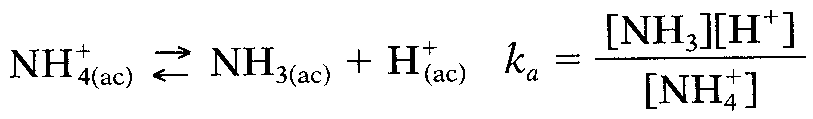 NH₄⁺(ac) ⇄ NH₃(ac) + H⁺(ac) kₐ = [NH₃][H⁺] / [NH₄⁺]